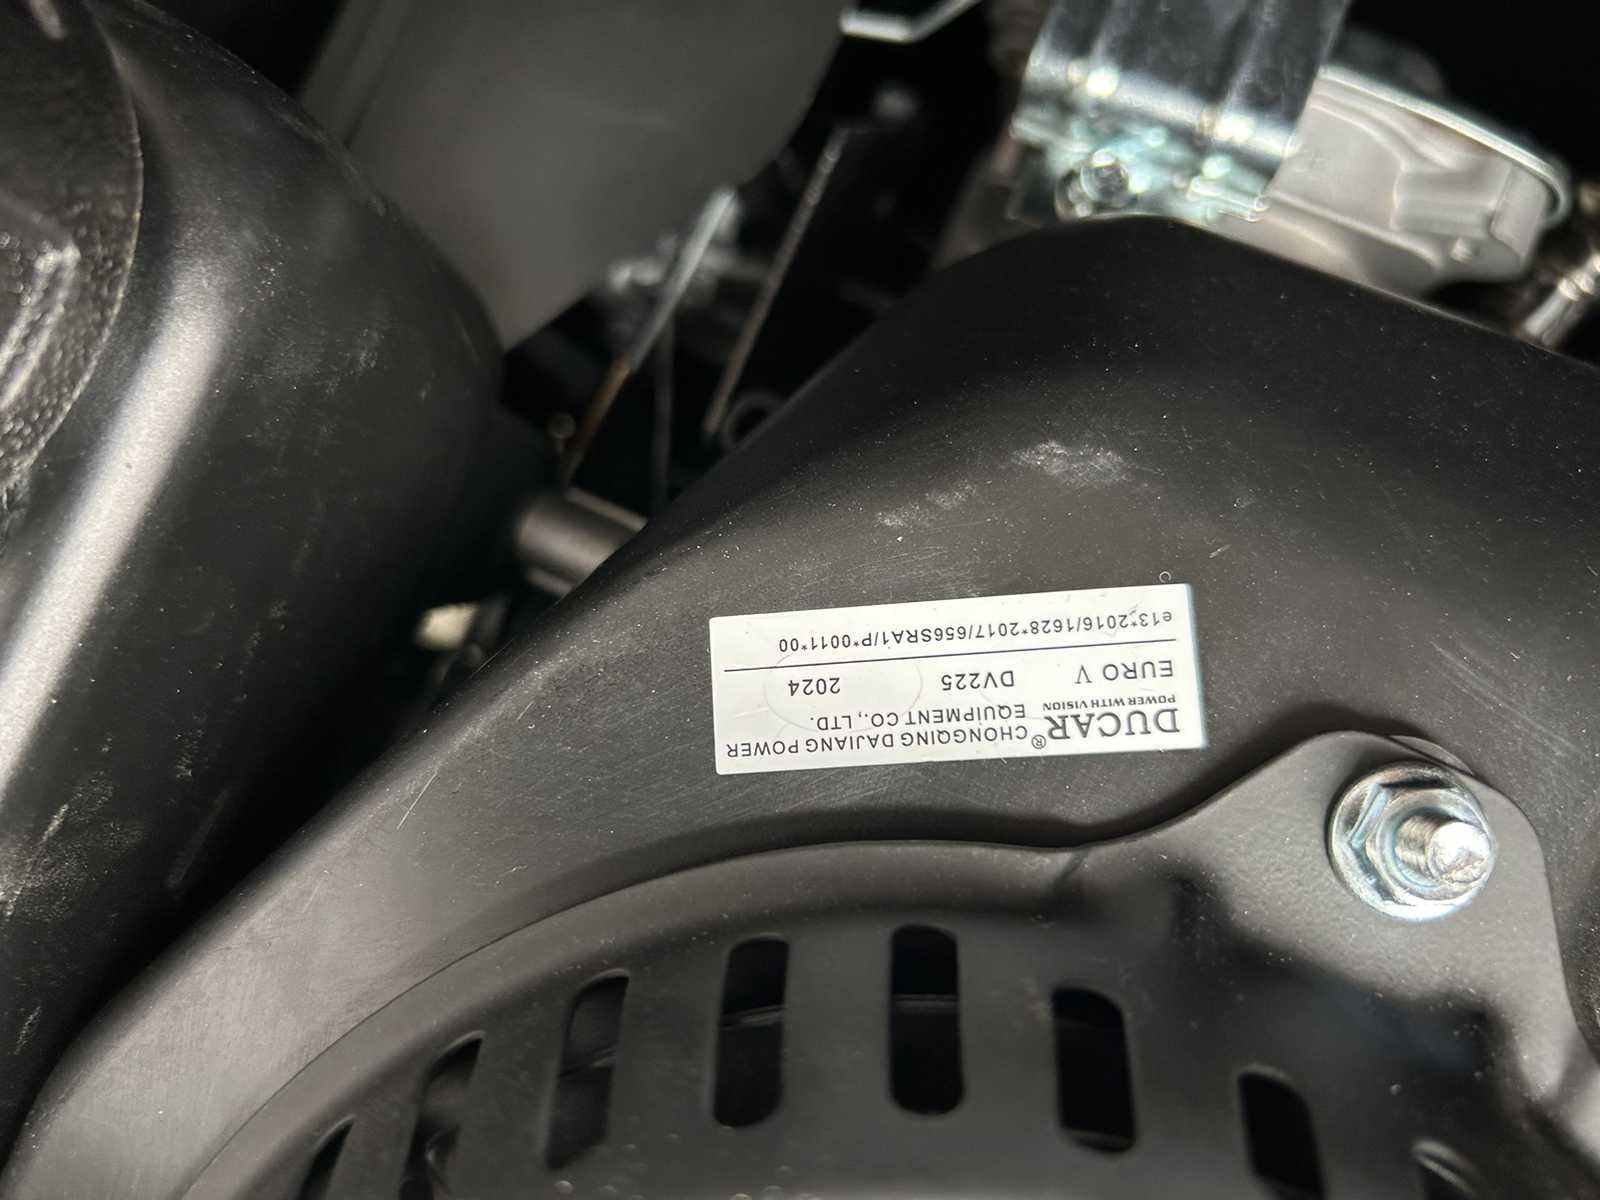 DUCAR® CHONGQING DAJIANG POWER
POWER WITH VISION EQUIPMENT CO., LTD.
EURO V DV225 2024
e13*2016/1628*2017/656SRA1/P*0011*00